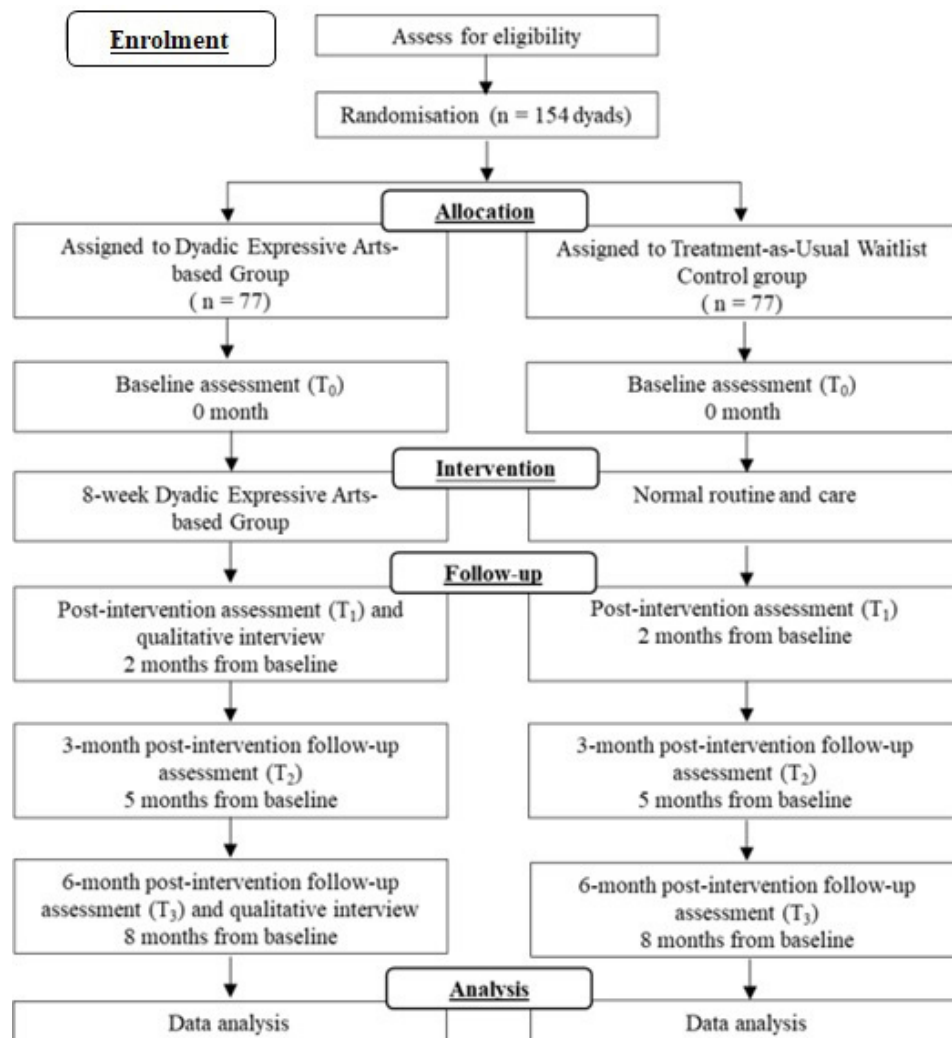 Enrolment
Assess for eligibility
Randomisation (n = 154 dyads)
Allocation
Assigned to Dyadic Expressive Arts-
based Group
( n = 77)
Assigned to Treatment-as-Usual Waitlist
Control group
( n = 77)
Baseline assessment (T₀)
0 month
Baseline assessment (T₀)
0 month
Intervention
8-week Dyadic Expressive Arts-
based Group
Normal routine and care
Follow-up
Post-intervention assessment (T₁) and
qualitative interview
2 months from baseline
Post-intervention assessment (T₁)
2 months from baseline
3-month post-intervention follow-up
assessment (T₂)
5 months from baseline
3-month post-intervention follow-up
assessment (T₂)
5 months from baseline
6-month post-intervention follow-up
assessment (T₃) and qualitative interview
8 months from baseline
6-month post-intervention follow-up
assessment (T₃)
8 months from baseline
Analysis
Data analysis
Data analysis